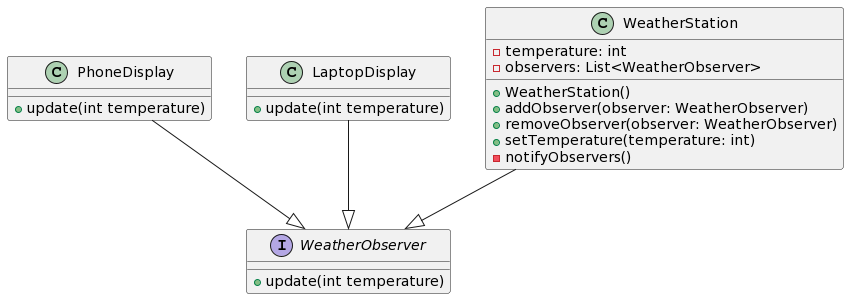 C PhoneDisplay
update(int temperature)
C LaptopDisplay
update(int temperature)
C WeatherStation
temperature: int
observers: List<WeatherObserver>
WeatherStation()
addObserver(observer: WeatherObserver)
removeObserver(observer: WeatherObserver)
setTemperature(temperature: int)
notifyObservers()
I WeatherObserver
update(int temperature)